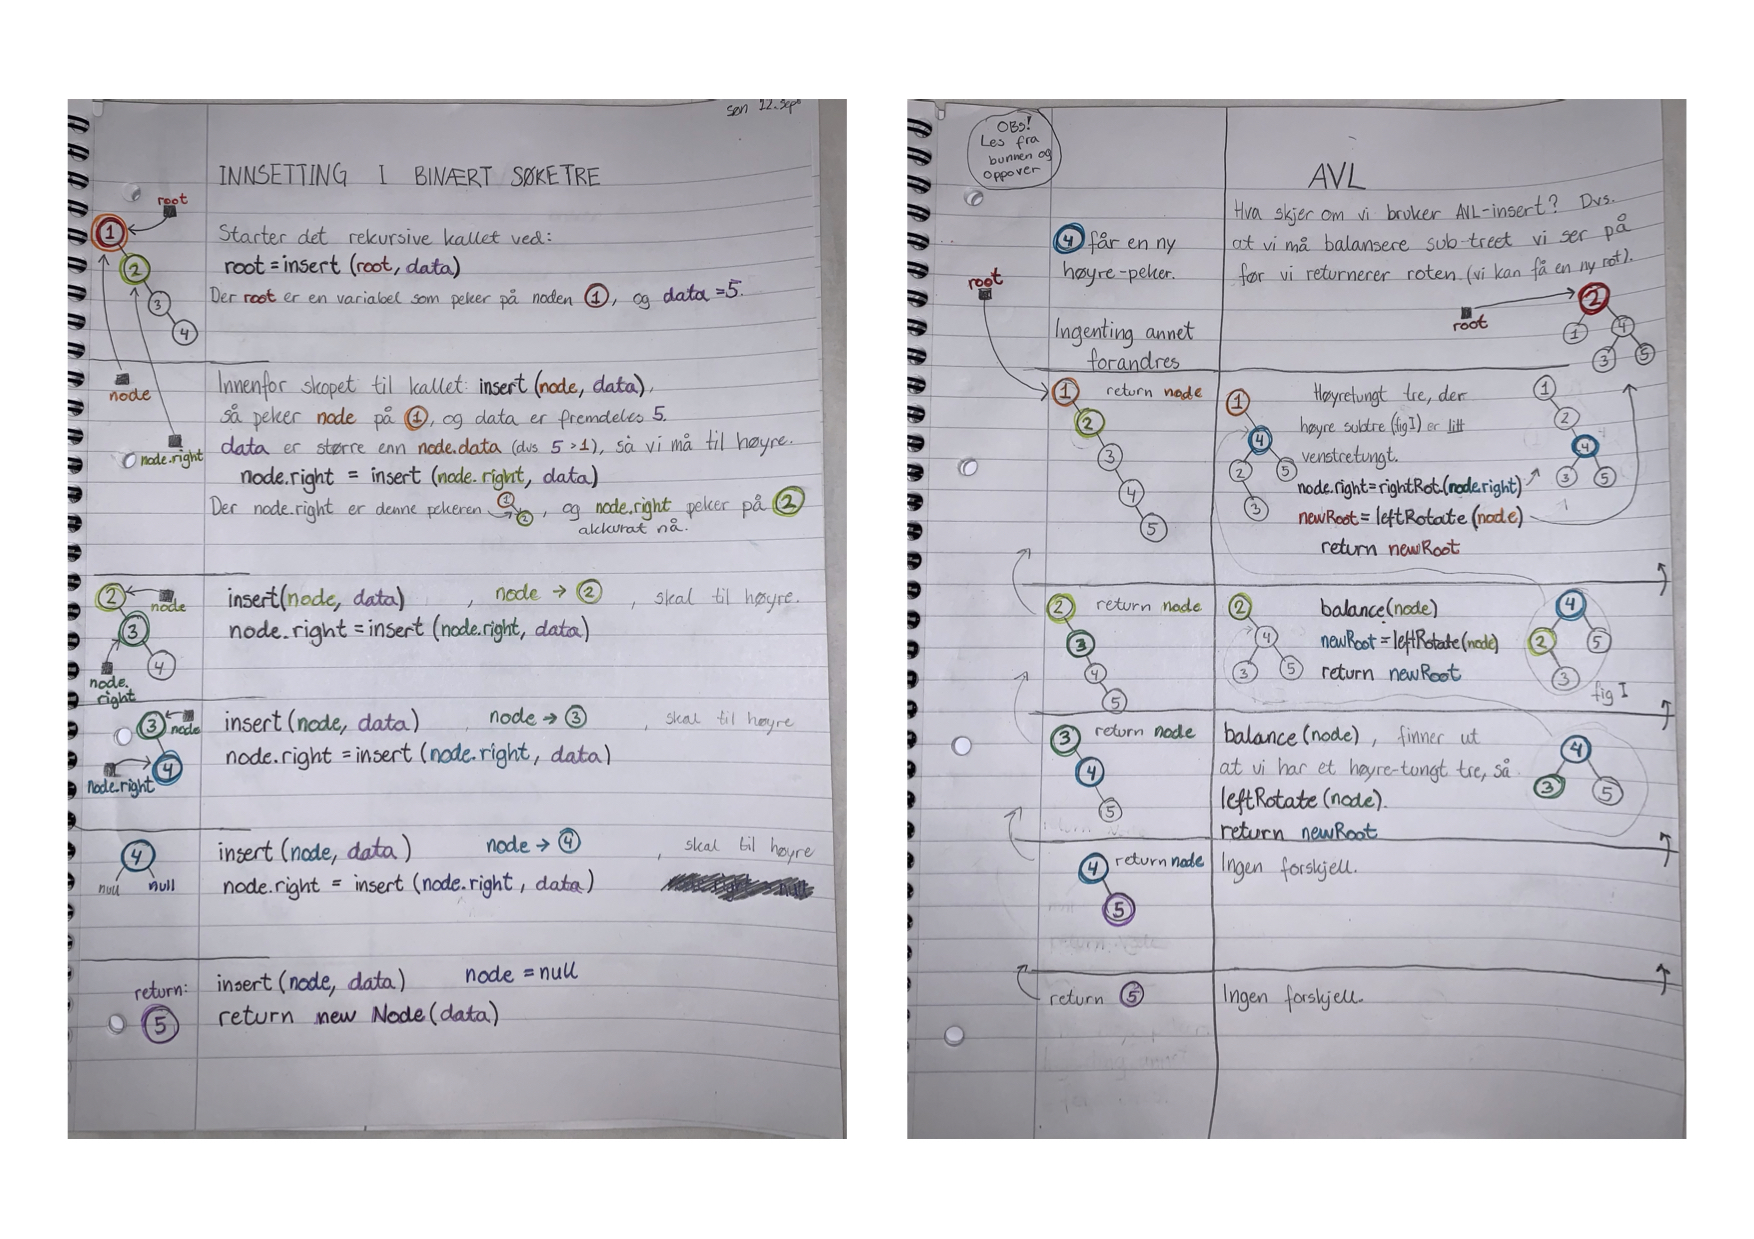 søn 22. sept
INNSETTING I BINÆRT SØKETRE
root
1
2
3
4
Starter det rekursive kallet ved:
root = insert (root, data)
Der root er en variabel som peker på noden 1, og data = 5.
node
node.right
Innenfor skopet til kallet: insert (node, data),
så peker node på 1, og data er fremdeles 5.
data er større enn node.data (dvs 5 > 1), så vi må til høyre.
node.right = insert (node.right, data)
Der node.right er denne pekeren 1 2, og node.right peker på 2
akkurat nå.
2
node
3
4
node.
right
insert(node, data) , node → 2 , skal til høyre.
node.right = insert (node.right, data)
3
node
4
node.right
insert (node, data) node → 3 , skal til høyre
node.right = insert (node.right, data)
4
null null
insert (node, data) node → 4 , skal til høyre
node.right = insert (node.right, data)
return:
5
insert (node, data) node = null
return new Node(data)
OBS!
Les fra
bunnen og
oppover
AVL
root
4 får en ny
høyre-peker.
Ingenting annet
forandres
Hva skjer om vi bruker AVL-insert? Dvs.
at vi må balansere sub-treet vi ser på
før vi returnerer roten. (vi kan få en ny rot).
root
2
1 4
3 5
1 return node
2
3
4
5
1
4
2 5
3
Høyretungt tre, der
høyre subtre (fig I) er litt
venstretungt.
node.right = rightRot.(node.right)
newRoot = leftRotate (node)
return newRoot
1
2
4
3 5
2 return node
3
4
5
2
4
3 5
balance(node)
newRoot = leftRotate(node)
return newRoot
4
2 5
3
fig I
3 return node
4
5
balance (node) , finner ut
at vi har et høyre-tungt tre, så
leftRotate (node).
return newRoot
4
3 5
4 return node
5
Ingen forskjell.
return 5
Ingen forskjell.